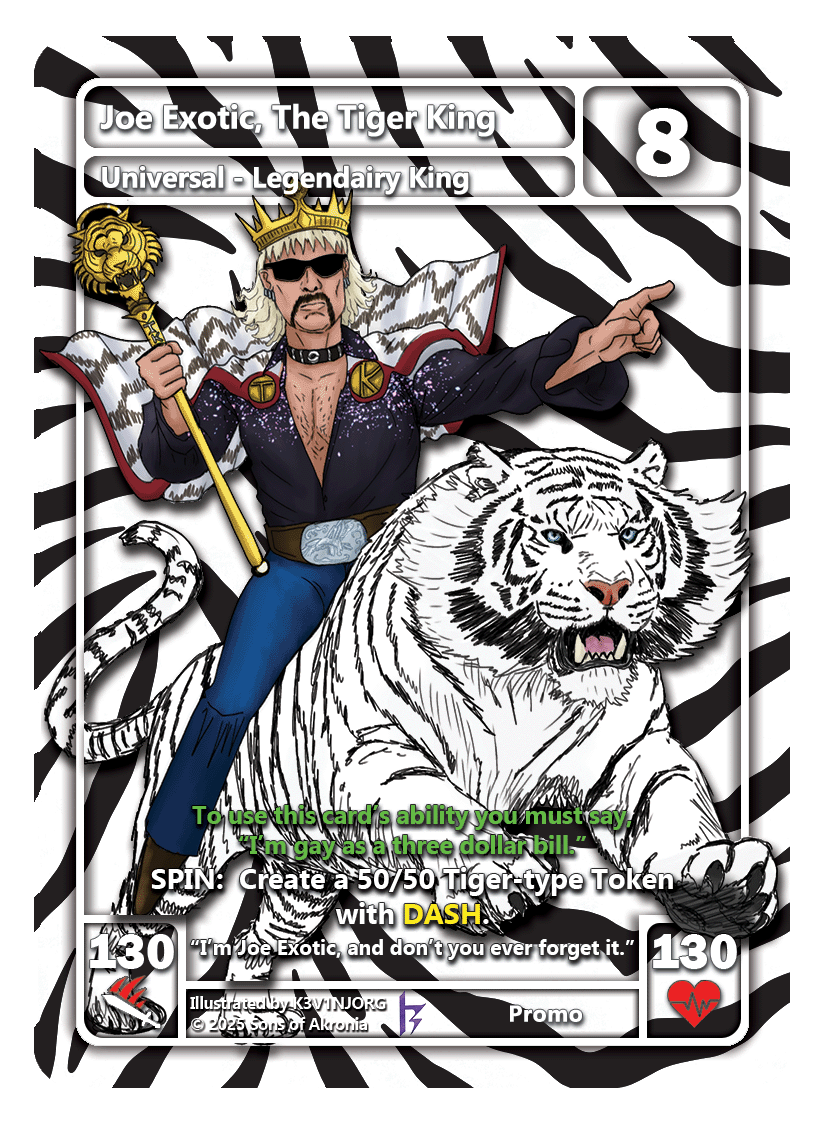 Joe Exotic, The Tiger King
8
Universal - Legendairy King
T K
To use this card's ability you must say,
"I'm gay as a three dollar bill."
SPIN: Create a 50/50 Tiger-type Token
with DASH.
130
"I'm Joe Exotic, and don't you ever forget it."
130
Illustrated by K3V1NJORG
© 2025 Sons of Akronia
Promo